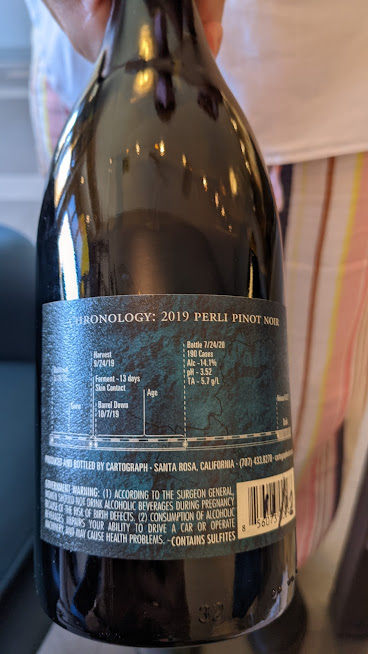 HRONOLOGY: 2019 PERLI PINOT NOIR
Bottle 7/24/20
190 Cases
Alc -14.1%
pH - 3.52
TA - 5.7 g/L
Harvest
9/24/19
Ferment -13 days
Skin Contact
Age
Barrel Down
10/7/19
AND BOTTLED BY CARTOGRAPH · SANTA ROSA, CALIFORNIA · (707) 433.8270 ·
GOVERNMENT WARNING: (1) ACCORDING TO THE SURGEON GENERAL,
WOMEN SHOULD NOT DRINK ALCOHOLIC BEVERAGES DURING PREGNANCY
BECAUSE OF THE RISK OF BIRTH DEFECTS. (2) CONSUMPTION OF ALCOHOLIC
BEVERAGES IMPAIRS YOUR ABILITY TO DRIVE A CAR OR OPERATE
MACHINERY, AND MAY CAUSE HEALTH PROBLEMS. -CONTAINS SULFITES
32